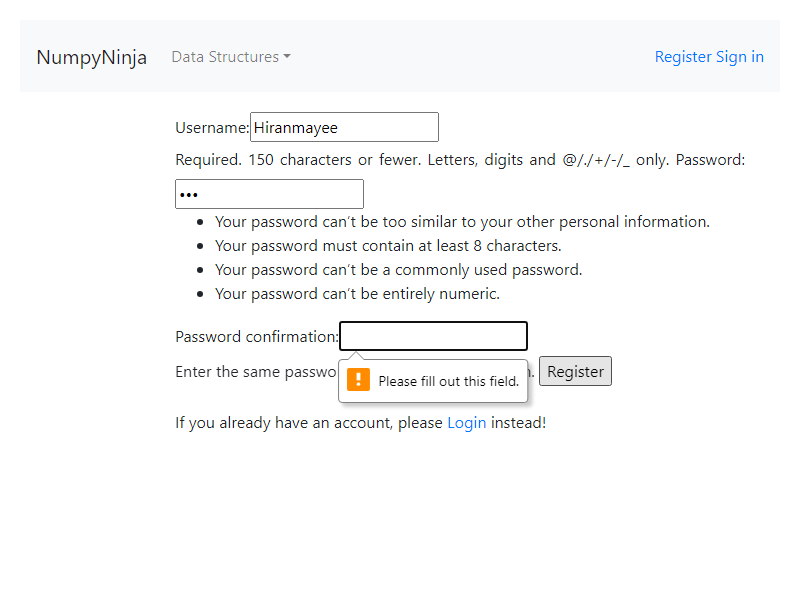 NumpyNinja Data Structures Register Sign in
Username: Hiranmayee
Required. 150 characters or fewer. Letters, digits and @/./+/-/_ only. Password:
•••
• Your password can't be too similar to your other personal information.
• Your password must contain at least 8 characters.
• Your password can't be a commonly used password.
• Your password can't be entirely numeric.
Password confirmation:
Enter the same Register
Please fill out this field.
If you already have an account, please Login instead!